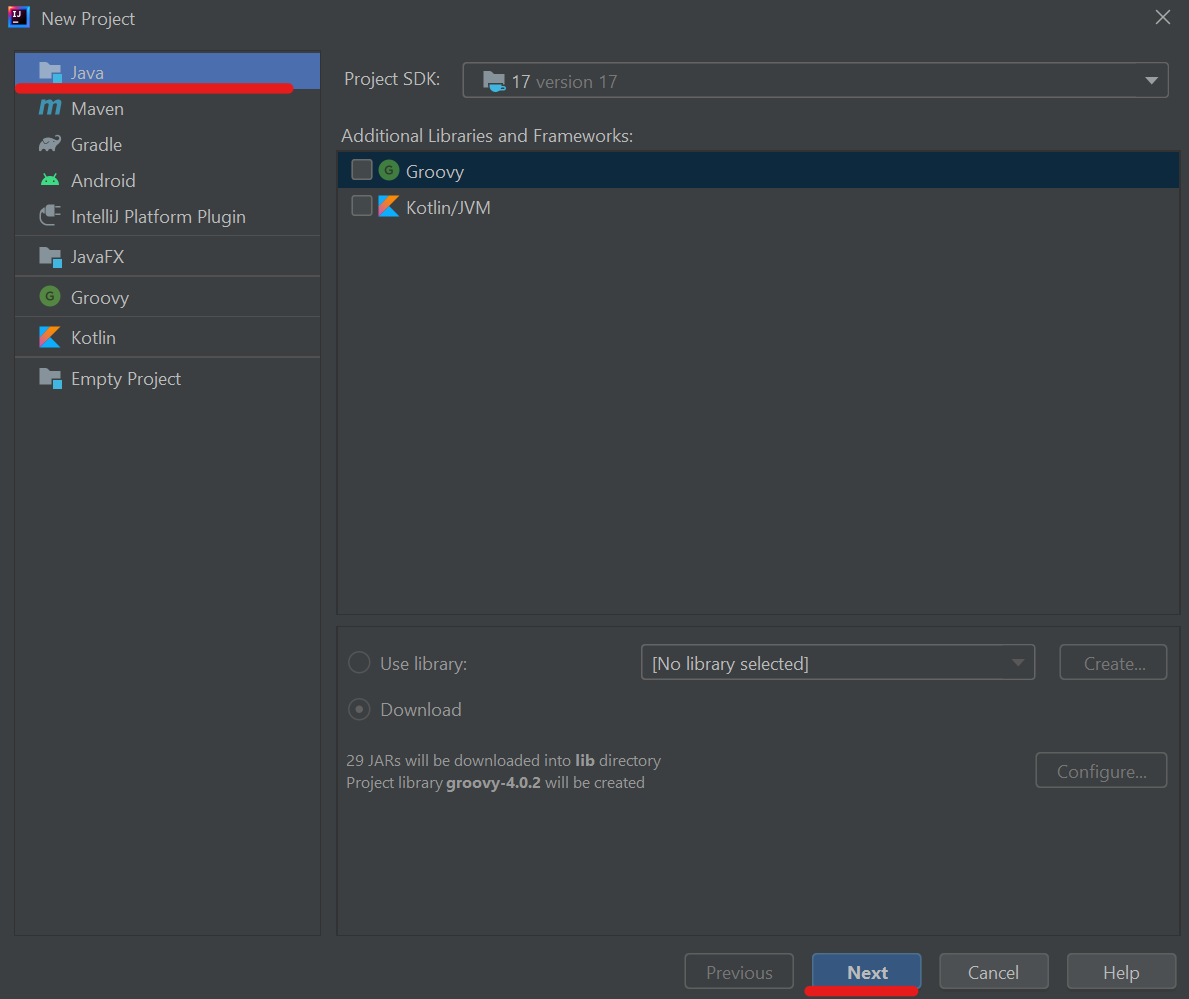 New Project
Java
Maven
Gradle
Android
IntelliJ Platform Plugin
JavaFX
Groovy
Kotlin
Empty Project
Project SDK: 17 version 17
Additional Libraries and Frameworks:
Groovy
Kotlin/JVM
Use library: [No library selected] Create...
Download
29 JARs will be downloaded into lib directory
Project library groovy-4.0.2 will be created
Configure...
Previous Next Cancel Help